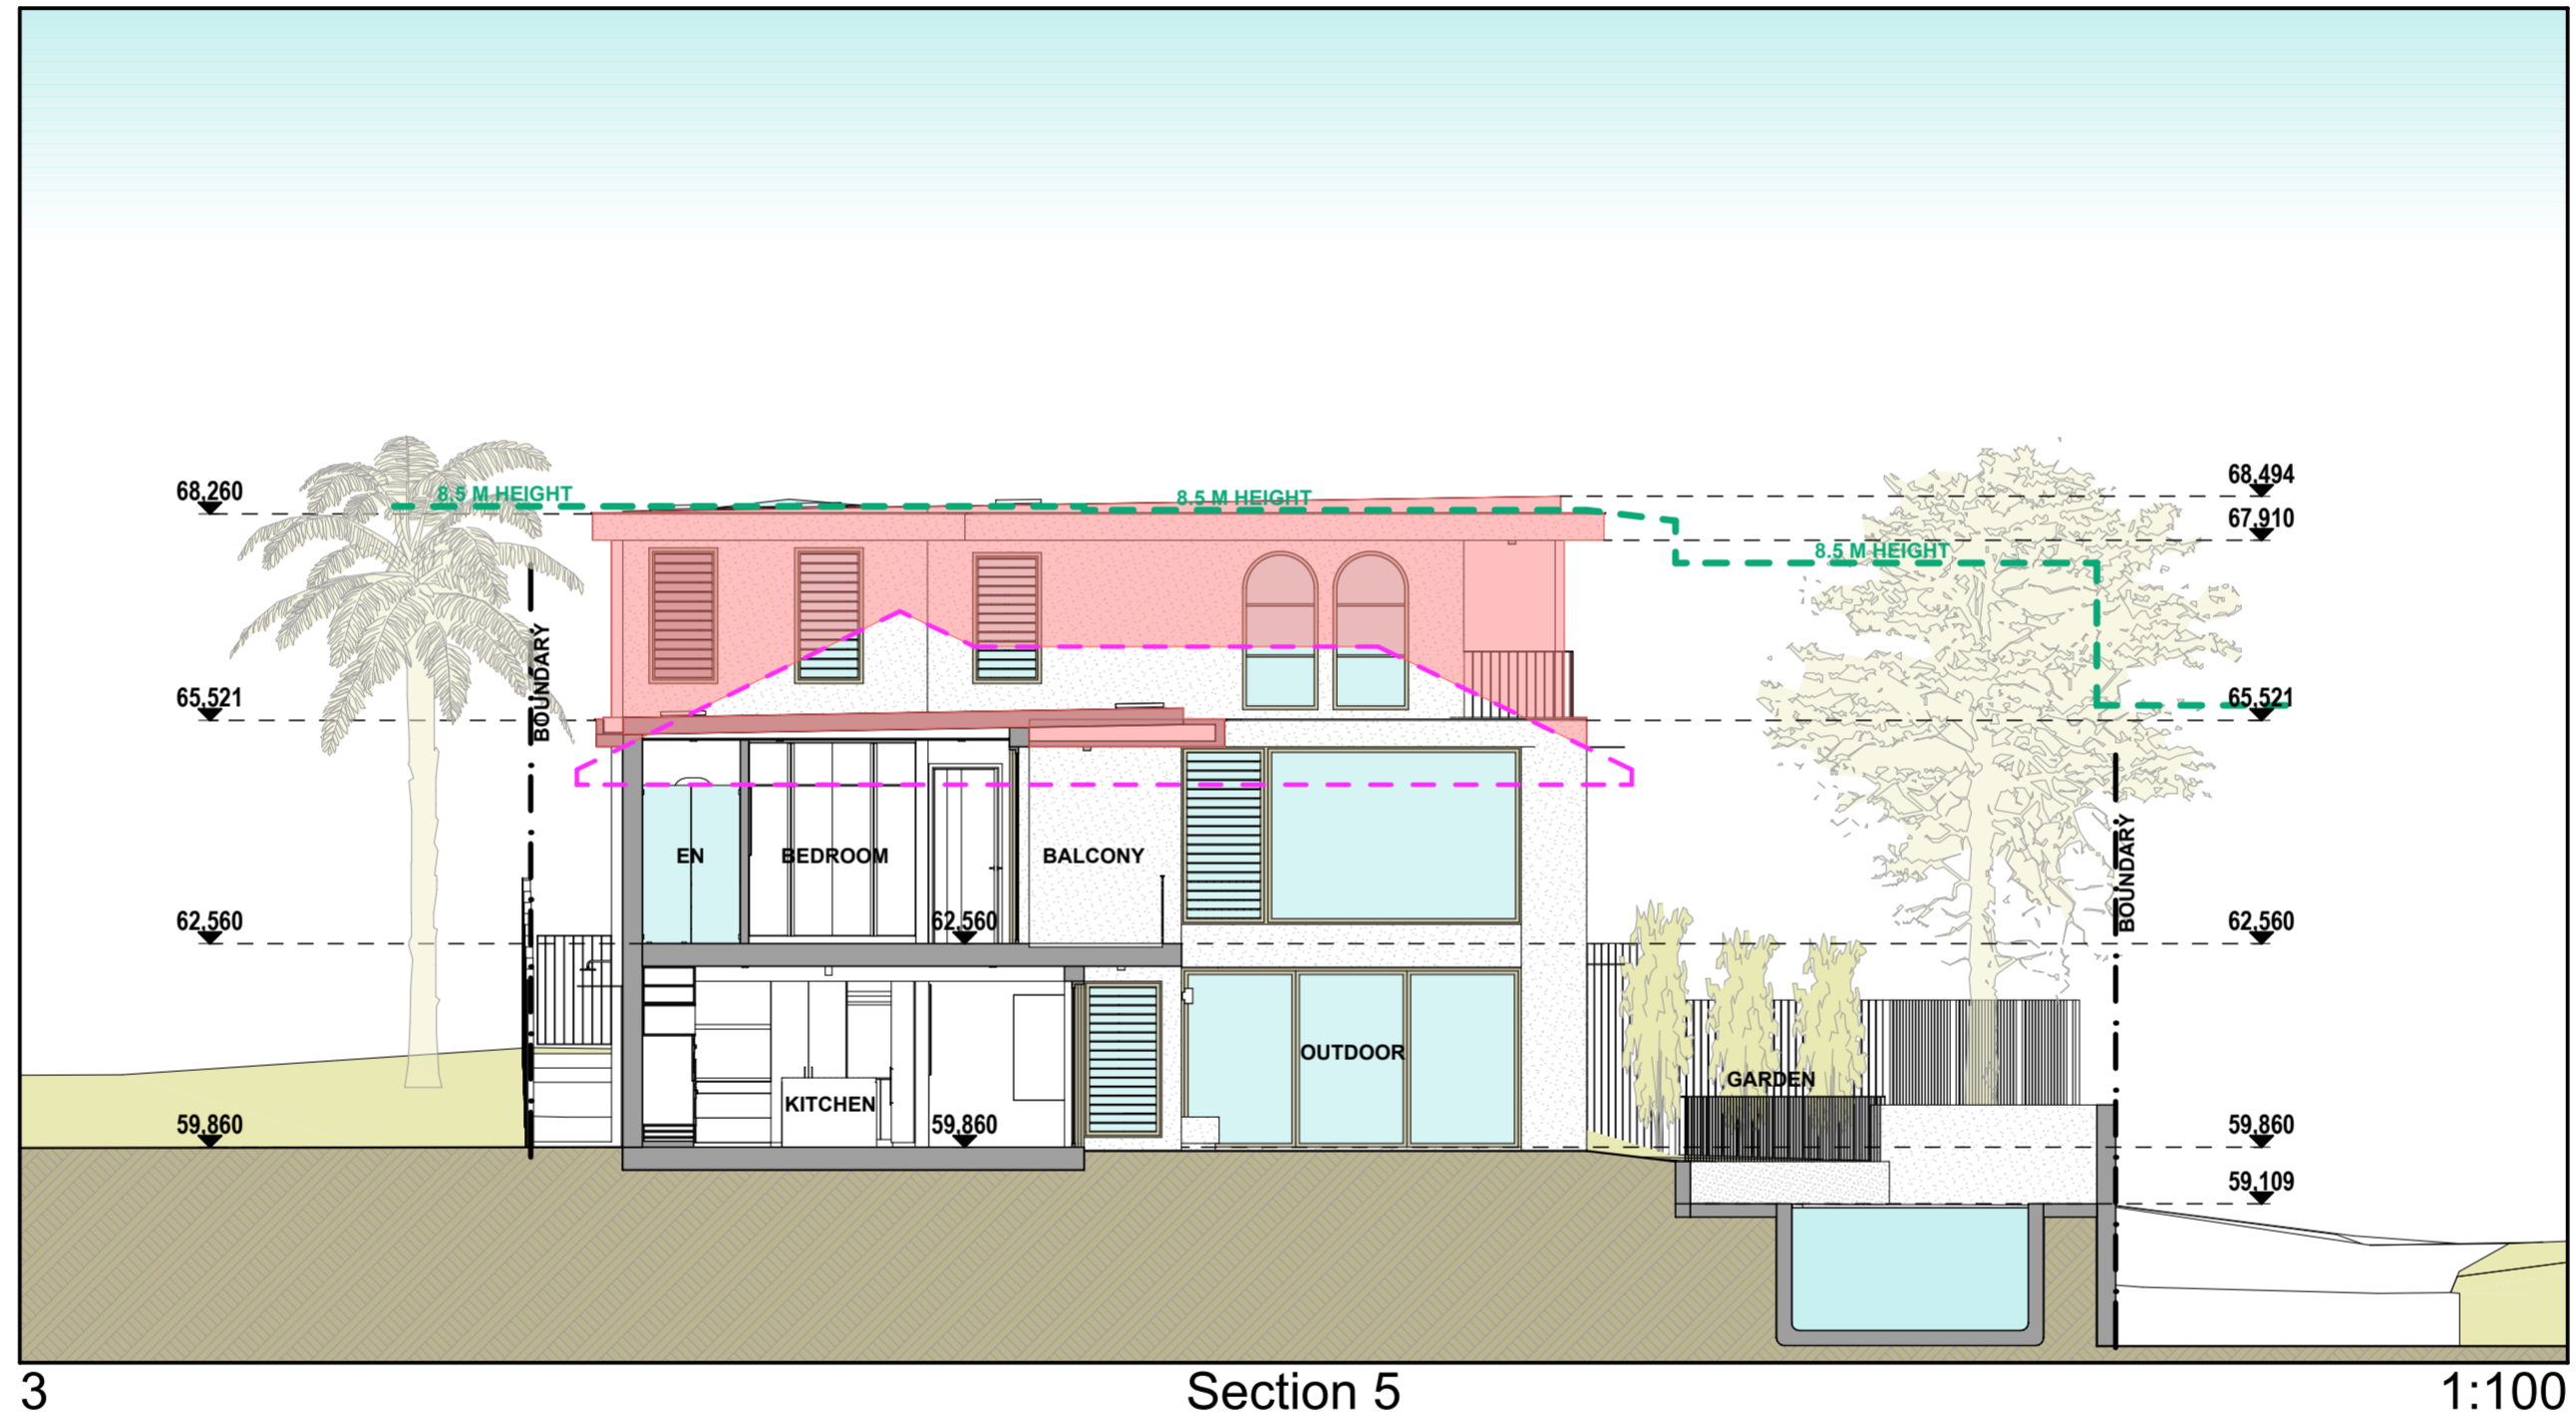 68,260
8.5 M HEIGHT
8.5 M HEIGHT
68,494
67,910
8.5 M HEIGHT
65,521
BOUNDARY
65,521
EN
BEDROOM
BALCONY
BOUNDARY
62,560
62,560
62,560
OUTDOOR
GARDEN
KITCHEN
59,860
59,860
59,860
59,109
3
Section 5
1:100